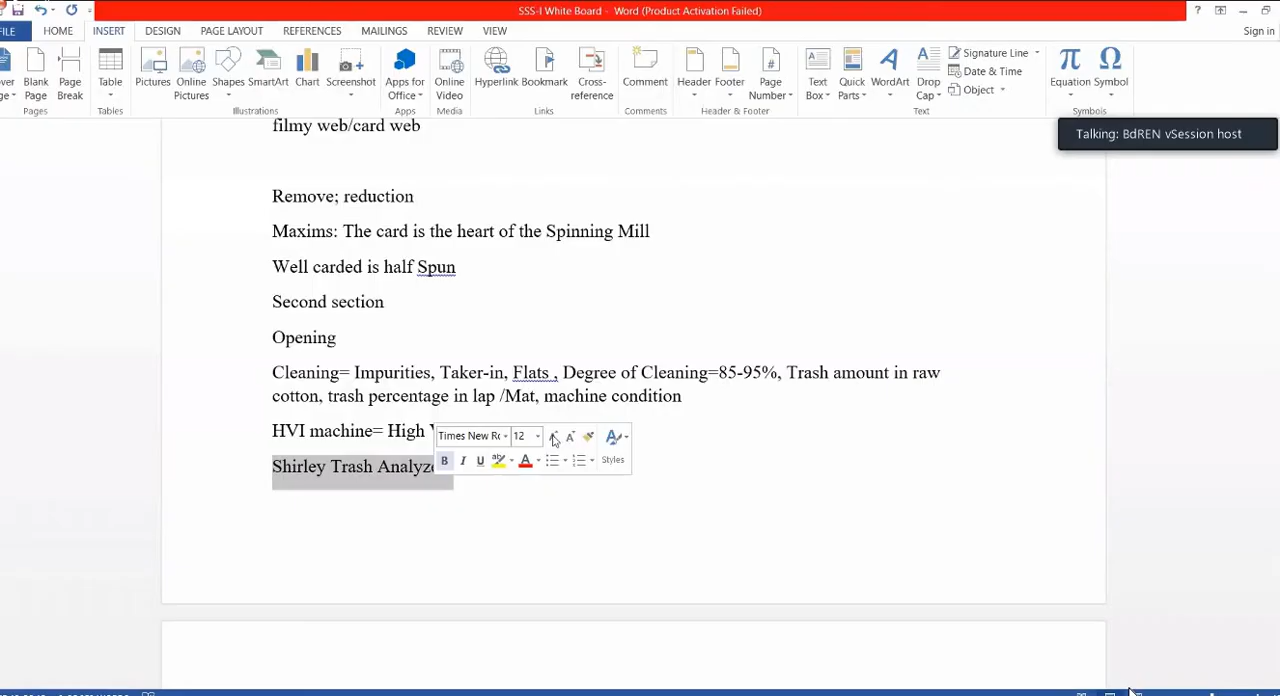 SSS-I White Board - Word (Product Activation Failed)
FILE HOME INSERT DESIGN PAGE LAYOUT REFERENCES MAILINGS REVIEW VIEW Sign in
Blank Page
Page Break
Table
Pictures
Online Pictures
Shapes
SmartArt
Chart
Screenshot
Apps for Office
Online Video
Hyperlink
Bookmark
Cross-reference
Comment
Header
Footer
Page Number
Text Box
Quick Parts
WordArt
Drop Cap
Signature Line
Date & Time
Object
Equation
Symbol
Pages Tables Illustrations Apps Media Links Comments Header & Footer Text Symbols
Talking: BdREN vSession host
filmy web/card web
Remove; reduction
Maxims: The card is the heart of the Spinning Mill
Well carded is half Spun
Second section
Opening
Cleaning= Impurities, Taker-in, Flats , Degree of Cleaning=85-95%, Trash amount in raw
cotton, trash percentage in lap /Mat, machine condition
HVI machine= High
Times New Ro 12
B I U Styles
Shirley Trash Analyze